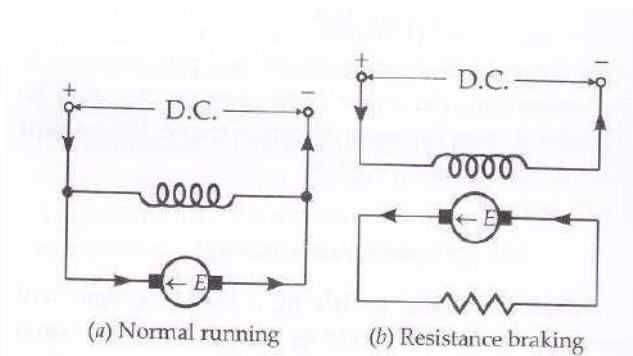 +
D.C.
–
E
(a) Normal running
+
D.C.
–
E
(b) Resistance braking